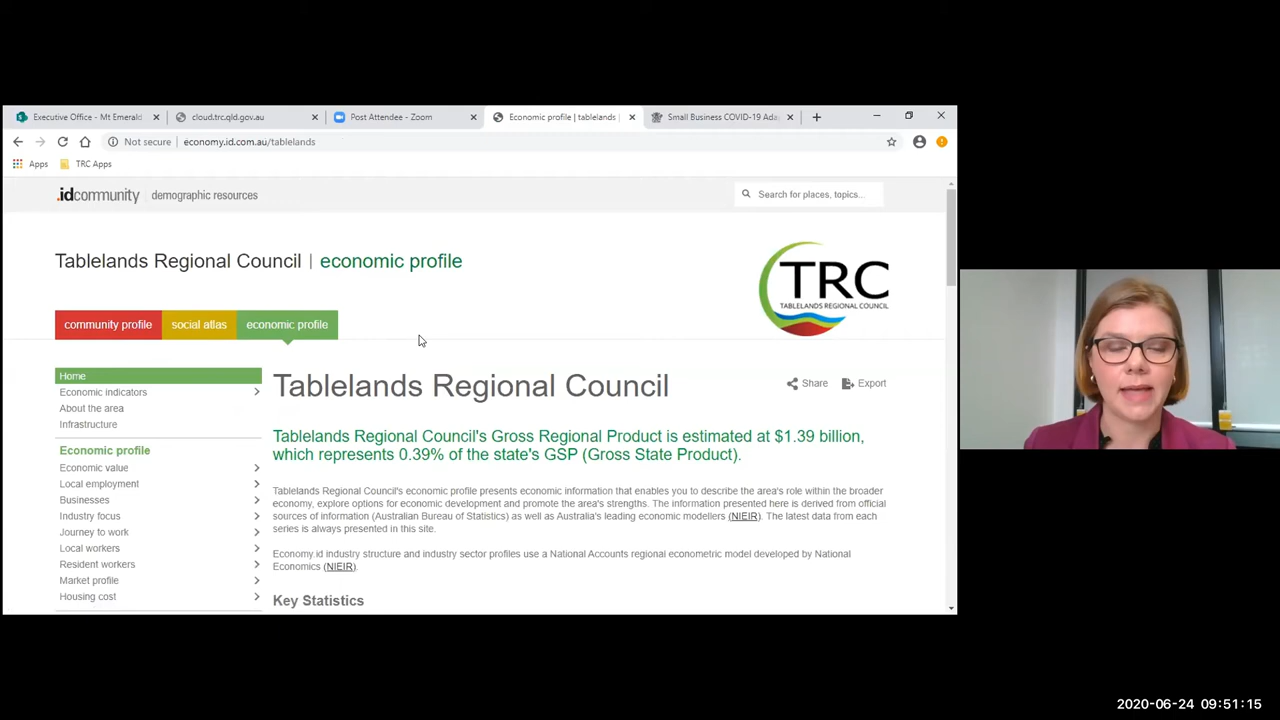 Executive Office - Mt Emerald
cloud.trc.qld.gov.au
Post Attendee - Zoom
Economic profile | tablelands |
Small Business COVID-19 Ada
Not secure | economy.id.com.au/tablelands
Apps TRC Apps
.idcommunity demographic resources
Search for places, topics...
Tablelands Regional Council | economic profile
TRC
TABLELANDS REGIONAL COUNCIL
community profile social atlas economic profile
Home
Economic indicators
About the area
Infrastructure
Economic profile
Economic value
Local employment
Businesses
Industry focus
Journey to work
Local workers
Resident workers
Market profile
Housing cost
Tablelands Regional Council
Share Export
Tablelands Regional Council's Gross Regional Product is estimated at $1.39 billion,
which represents 0.39% of the state's GSP (Gross State Product).
Tablelands Regional Council's economic profile presents economic information that enables you to describe the area's role within the broader
economy, explore options for economic development and promote the area's strengths. The information presented here is derived from official
sources of information (Australian Bureau of Statistics) as well as Australia's leading economic modellers (NIEIR). The latest data from each
series is always presented in this site.
Economy.id industry structure and industry sector profiles use a National Accounts regional econometric model developed by National
Economics (NIEIR).
Key Statistics
2020-06-24 09:51:15